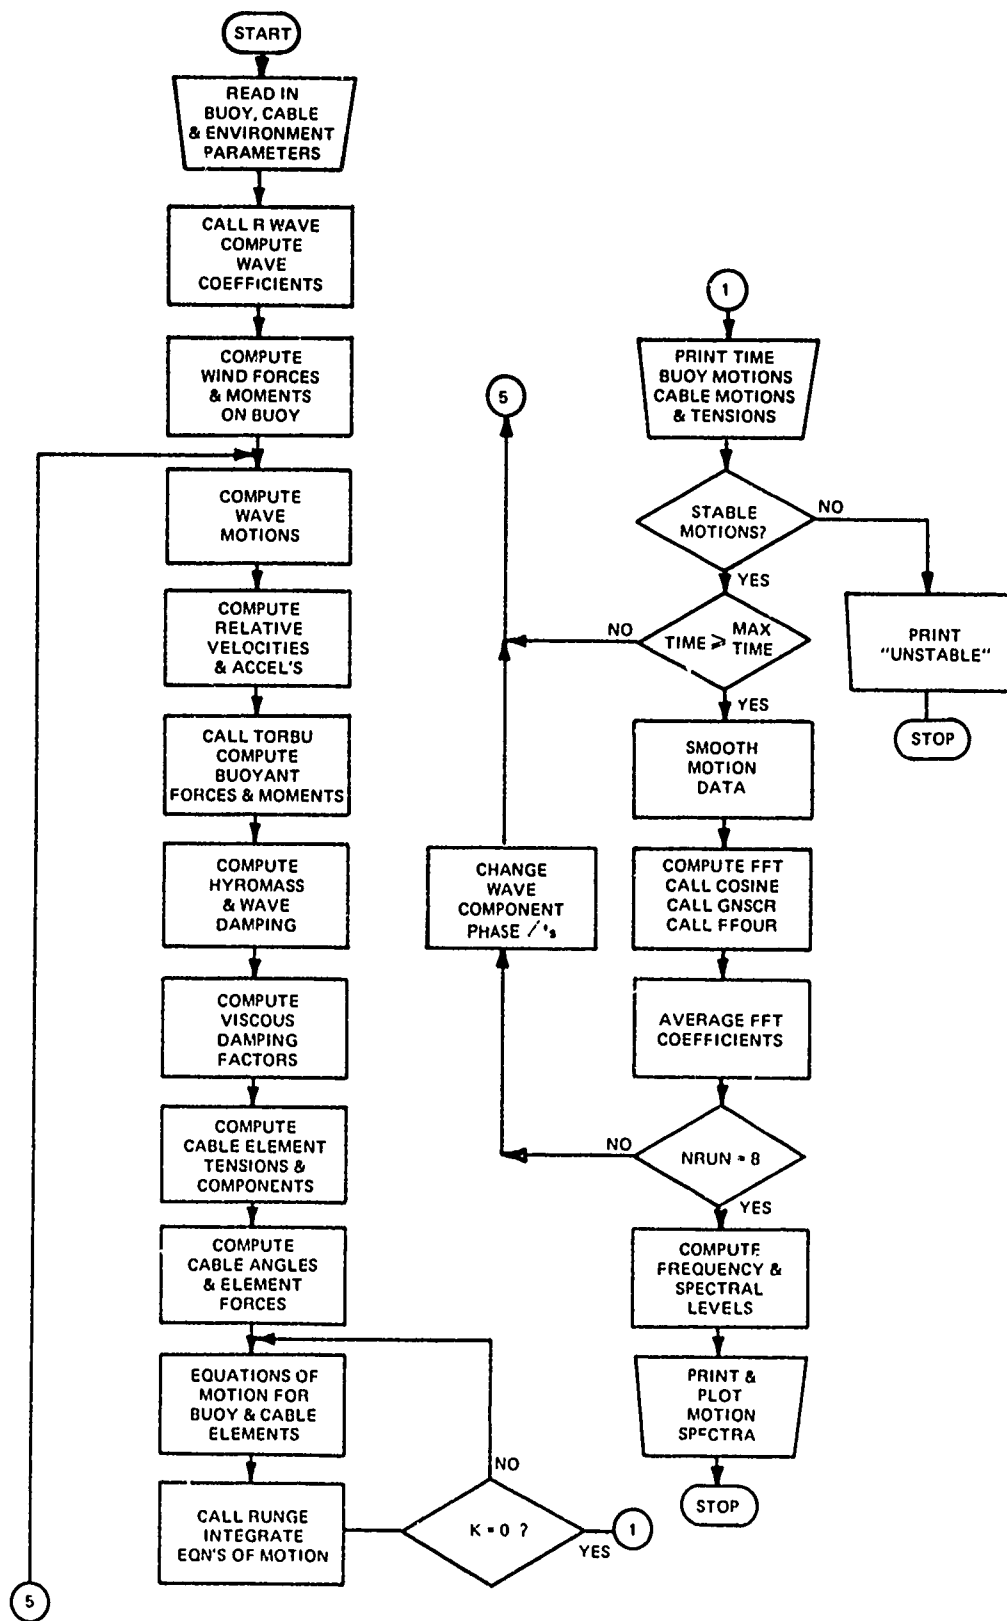 START
READ IN
BUOY, CABLE
& ENVIRONMENT
PARAMETERS
CALL R WAVE
COMPUTE
WAVE
COEFFICIENTS
COMPUTE
WIND FORCES
& MOMENTS
ON BUOY
COMPUTE
WAVE
MOTIONS
COMPUTE
RELATIVE
VELOCITIES
& ACCEL'S
CALL TORBU
COMPUTE
BUOYANT
FORCES & MOMENTS
COMPUTE
HYROMASS
& WAVE
DAMPING
COMPUTE
VISCOUS
DAMPING
FACTORS
COMPUTE
CABLE ELEMENT
TENSIONS &
COMPONENTS
COMPUTE
CABLE ANGLES
& ELEMENT
FORCES
EQUATIONS OF
MOTION FOR
BUOY & CABLE
ELEMENTS
CALL RUNGE
INTEGRATE
EQN'S OF MOTION
K = 0 ?
NO
YES
1
5
5
CHANGE
WAVE
COMPONENT
PHASE /'s
1
PRINT TIME
BUOY MOTIONS
CABLE MOTIONS
& TENSIONS
STABLE
MOTIONS?
NO
YES
PRINT
"UNSTABLE"
STOP
TIME ⩾ MAX
TIME
NO
YES
SMOOTH
MOTION
DATA
COMPUTE FFT
CALL COSINE
CALL GNSCR
CALL FFOUR
AVERAGE FFT
COEFFICIENTS
NRUN = 8
NO
YES
COMPUTE
FREQUENCY &
SPECTRAL
LEVELS
PRINT &
PLOT
MOTION
SPECTRA
STOP